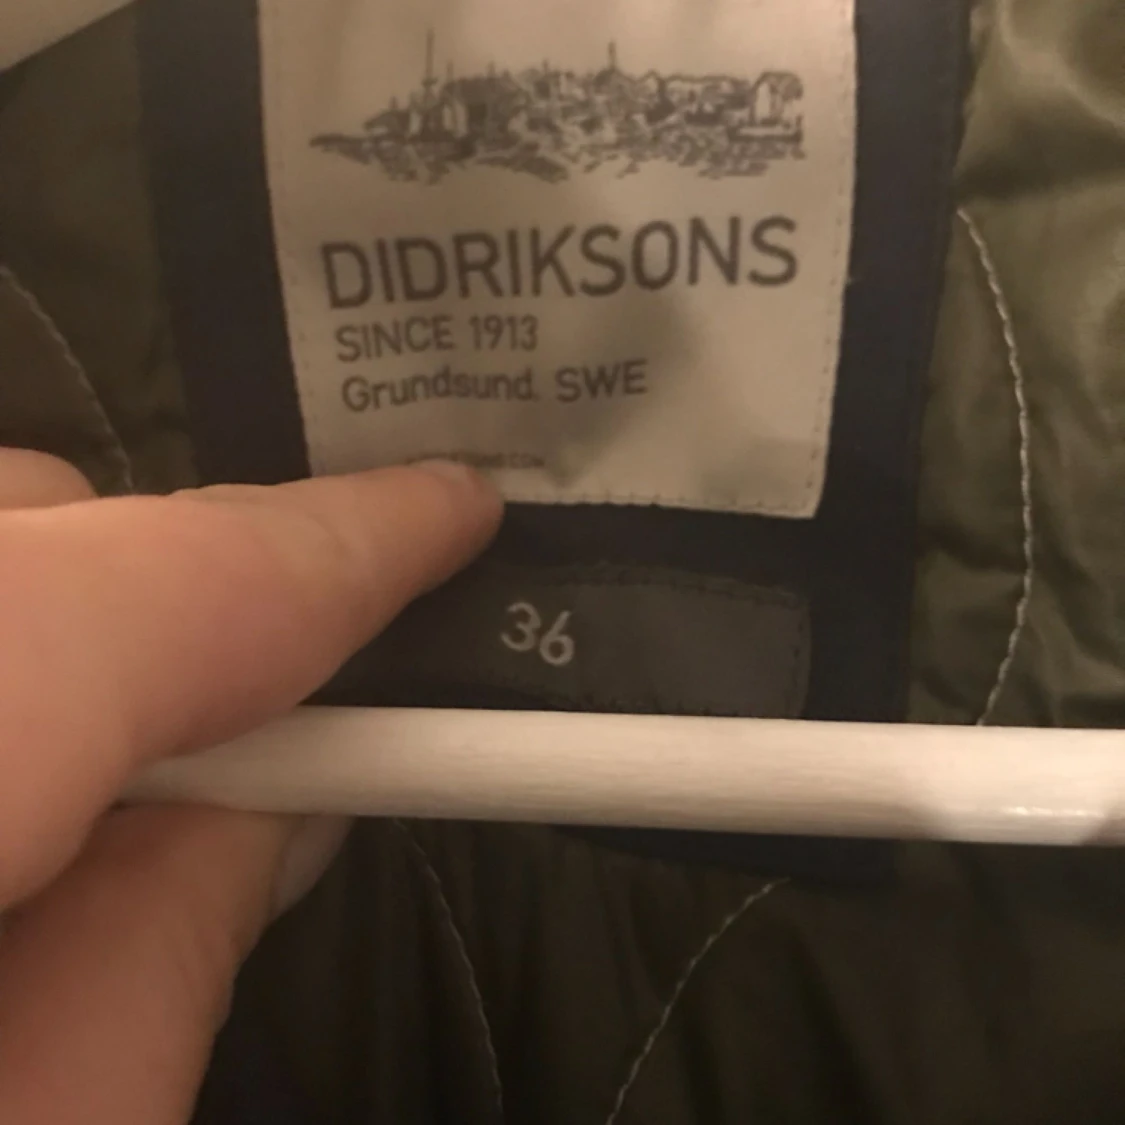 DIDRIKSONS
SINCE 1913
Grundsund. SWE
36